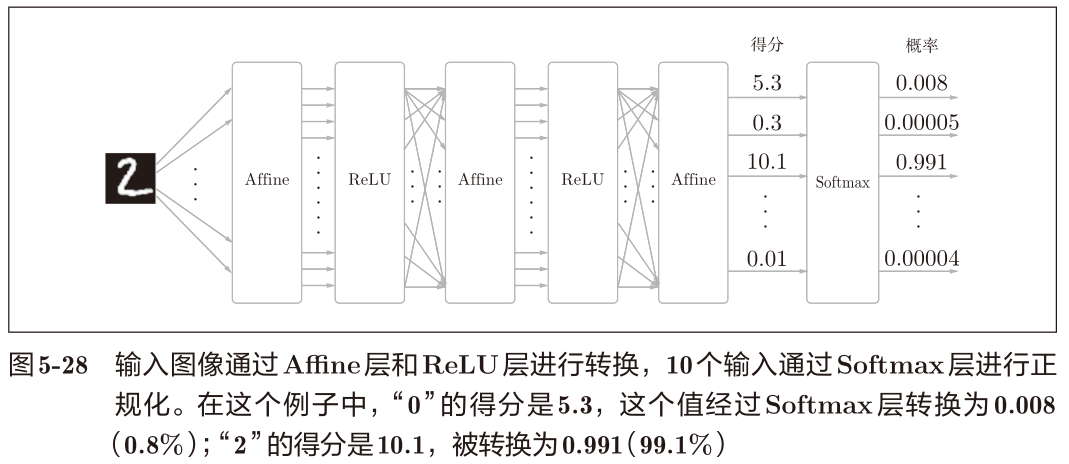 得分 概率
5.3 0.008
0.3 0.00005
10.1 0.991
2 Affine ReLU Affine ReLU Affine Softmax
0.01 0.00004
图5-28 输入图像通过Affine层和ReLU层进行转换，10个输入通过Softmax层进行正
规化。在这个例子中，“0”的得分是5.3，这个值经过Softmax层转换为0.008
（0.8%）；“2”的得分是10.1，被转换为0.991（99.1%）